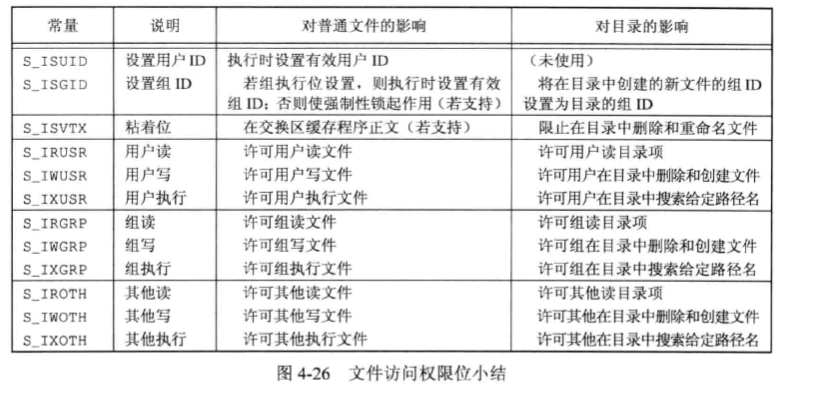 常量 说明 对普通文件的影响 对目录的影响
S_ISUID 设置用户ID 执行时设置有效用户ID （未使用）
S_ISGID 设置组ID 若组执行位设置，则执行时设置有效 将在目录中创建的新文件的组ID
组ID；否则使强制性锁起作用（若支持） 设置为目录的组ID
S_ISVTX 粘着位 在交换区缓存程序正文（若支持） 限止在目录中删除和重命名文件
S_IRUSR 用户读 许可用户读文件 许可用户读目录项
S_IWUSR 用户写 许可用户写文件 许可用户在目录中删除和创建文件
S_IXUSR 用户执行 许可用户执行文件 许可用户在目录中搜索给定路径名
S_IRGRP 组读 许可组读文件 许可组读目录项
S_IWGRP 组写 许可组写文件 许可组在目录中删除和创建文件
S_IXGRP 组执行 许可组执行文件 许可组在目录中搜索给定路径名
S_IROTH 其他读 许可其他读文件 许可其他读目录项
S_IWOTH 其他写 许可其他写文件 许可其他在目录中删除和创建文件
S_IXOTH 其他执行 许可其他执行文件 许可其他在目录中搜索给定路径名
图 4-26 文件访问权限位小结